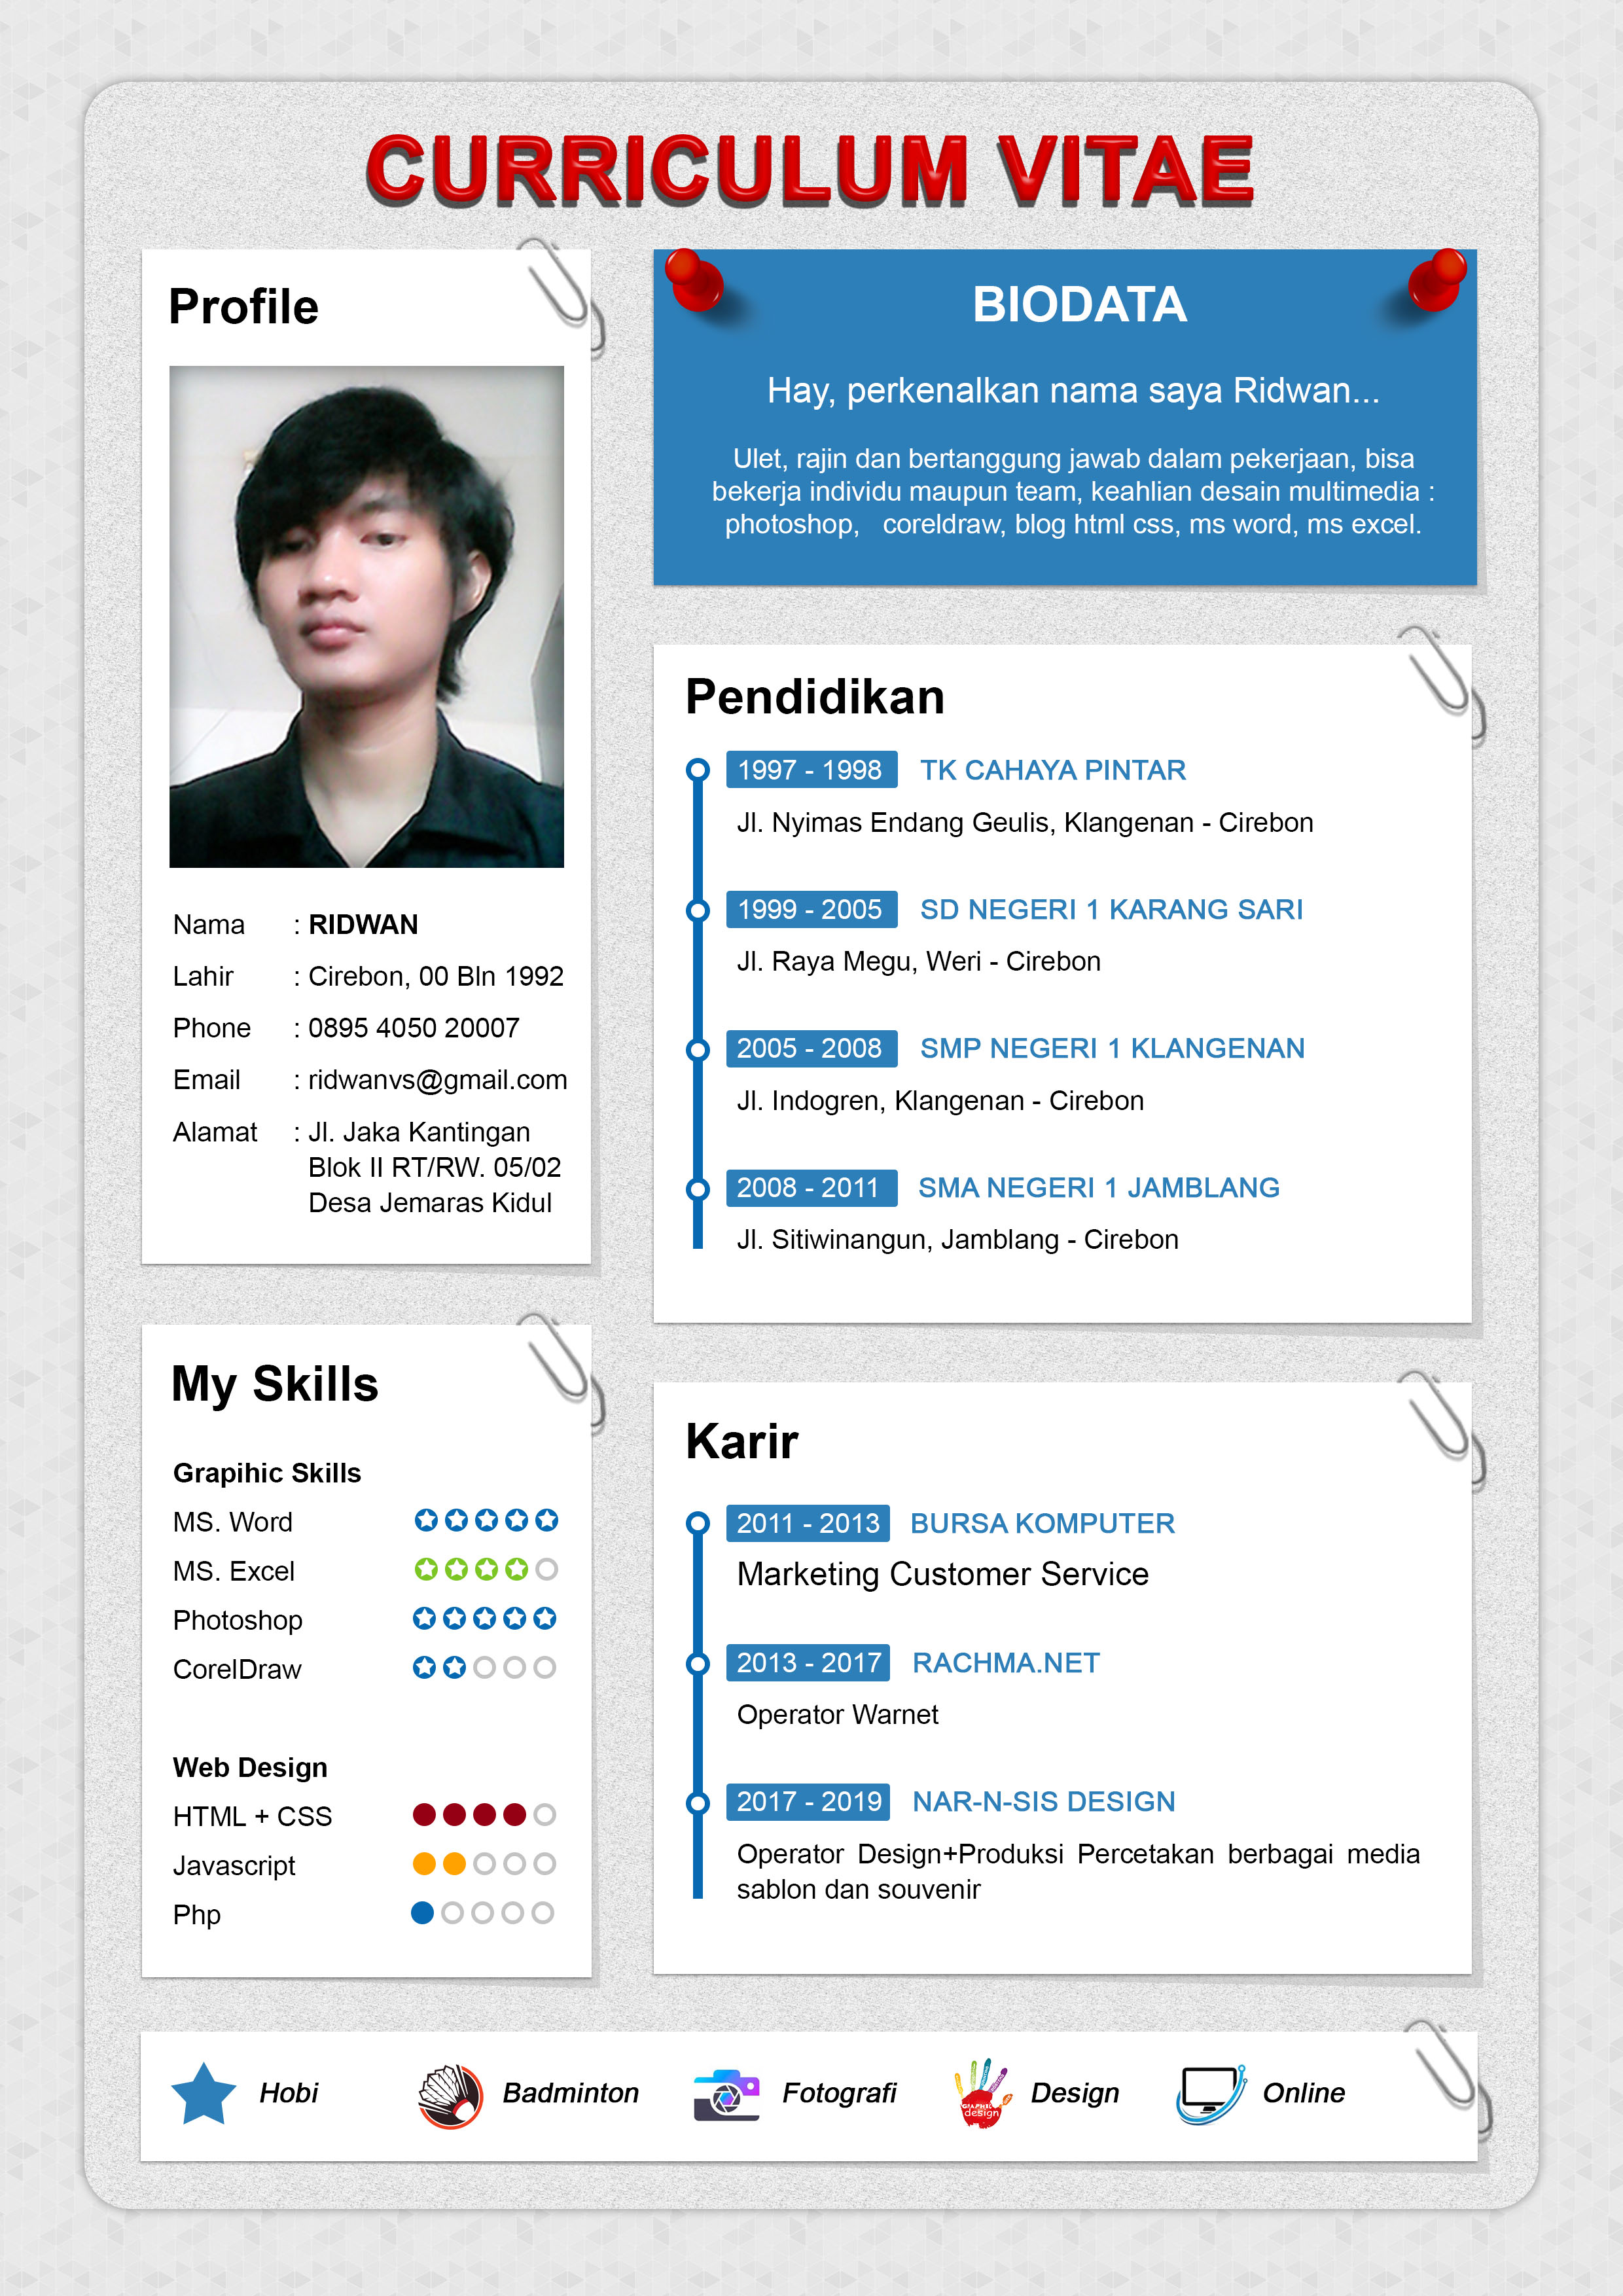 CURRICULUM VITAE
Profile
Nama : RIDWAN
Lahir : Cirebon, 00 Bln 1992
Phone : 0895 4050 20007
Email : ridwanvs@gmail.com
Alamat : Jl. Jaka Kantingan
Blok II RT/RW. 05/02
Desa Jemaras Kidul
BIODATA
Hay, perkenalkan nama saya Ridwan...
Ulet, rajin dan bertanggung jawab dalam pekerjaan, bisa
bekerja individu maupun team, keahlian desain multimedia :
photoshop, coreldraw, blog html css, ms word, ms excel.
Pendidikan
1997 - 1998 TK CAHAYA PINTAR
Jl. Nyimas Endang Geulis, Klangenan - Cirebon
1999 - 2005 SD NEGERI 1 KARANG SARI
Jl. Raya Megu, Weri - Cirebon
2005 - 2008 SMP NEGERI 1 KLANGENAN
Jl. Indogren, Klangenan - Cirebon
2008 - 2011 SMA NEGERI 1 JAMBLANG
Jl. Sitiwinangun, Jamblang - Cirebon
My Skills
Grapihic Skills
MS. Word
MS. Excel
Photoshop
CorelDraw
Web Design
HTML + CSS
Javascript
Php
Karir
2011 - 2013 BURSA KOMPUTER
Marketing Customer Service
2013 - 2017 RACHMA.NET
Operator Warnet
2017 - 2019 NAR-N-SIS DESIGN
Operator Design+Produksi Percetakan berbagai media
sablon dan souvenir
Hobi Badminton Fotografi Design Online
GRAPHIC
design